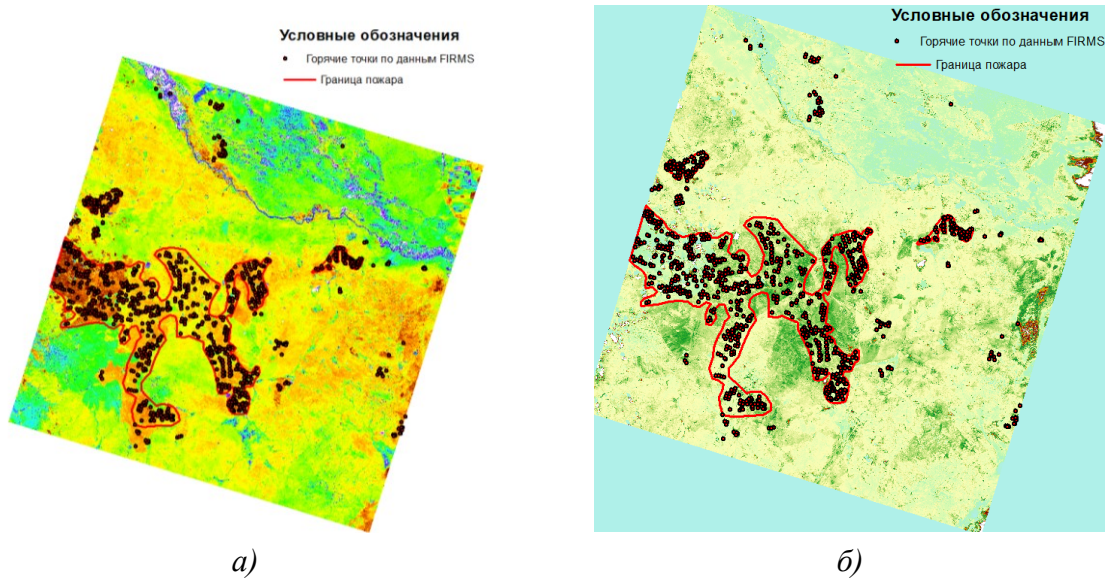 Условные обозначения
Горячие точки по данным FIRMS
Граница пожара
Условные обозначения
Горячие точки по данным FIRMS
Граница пожара
а)
б)